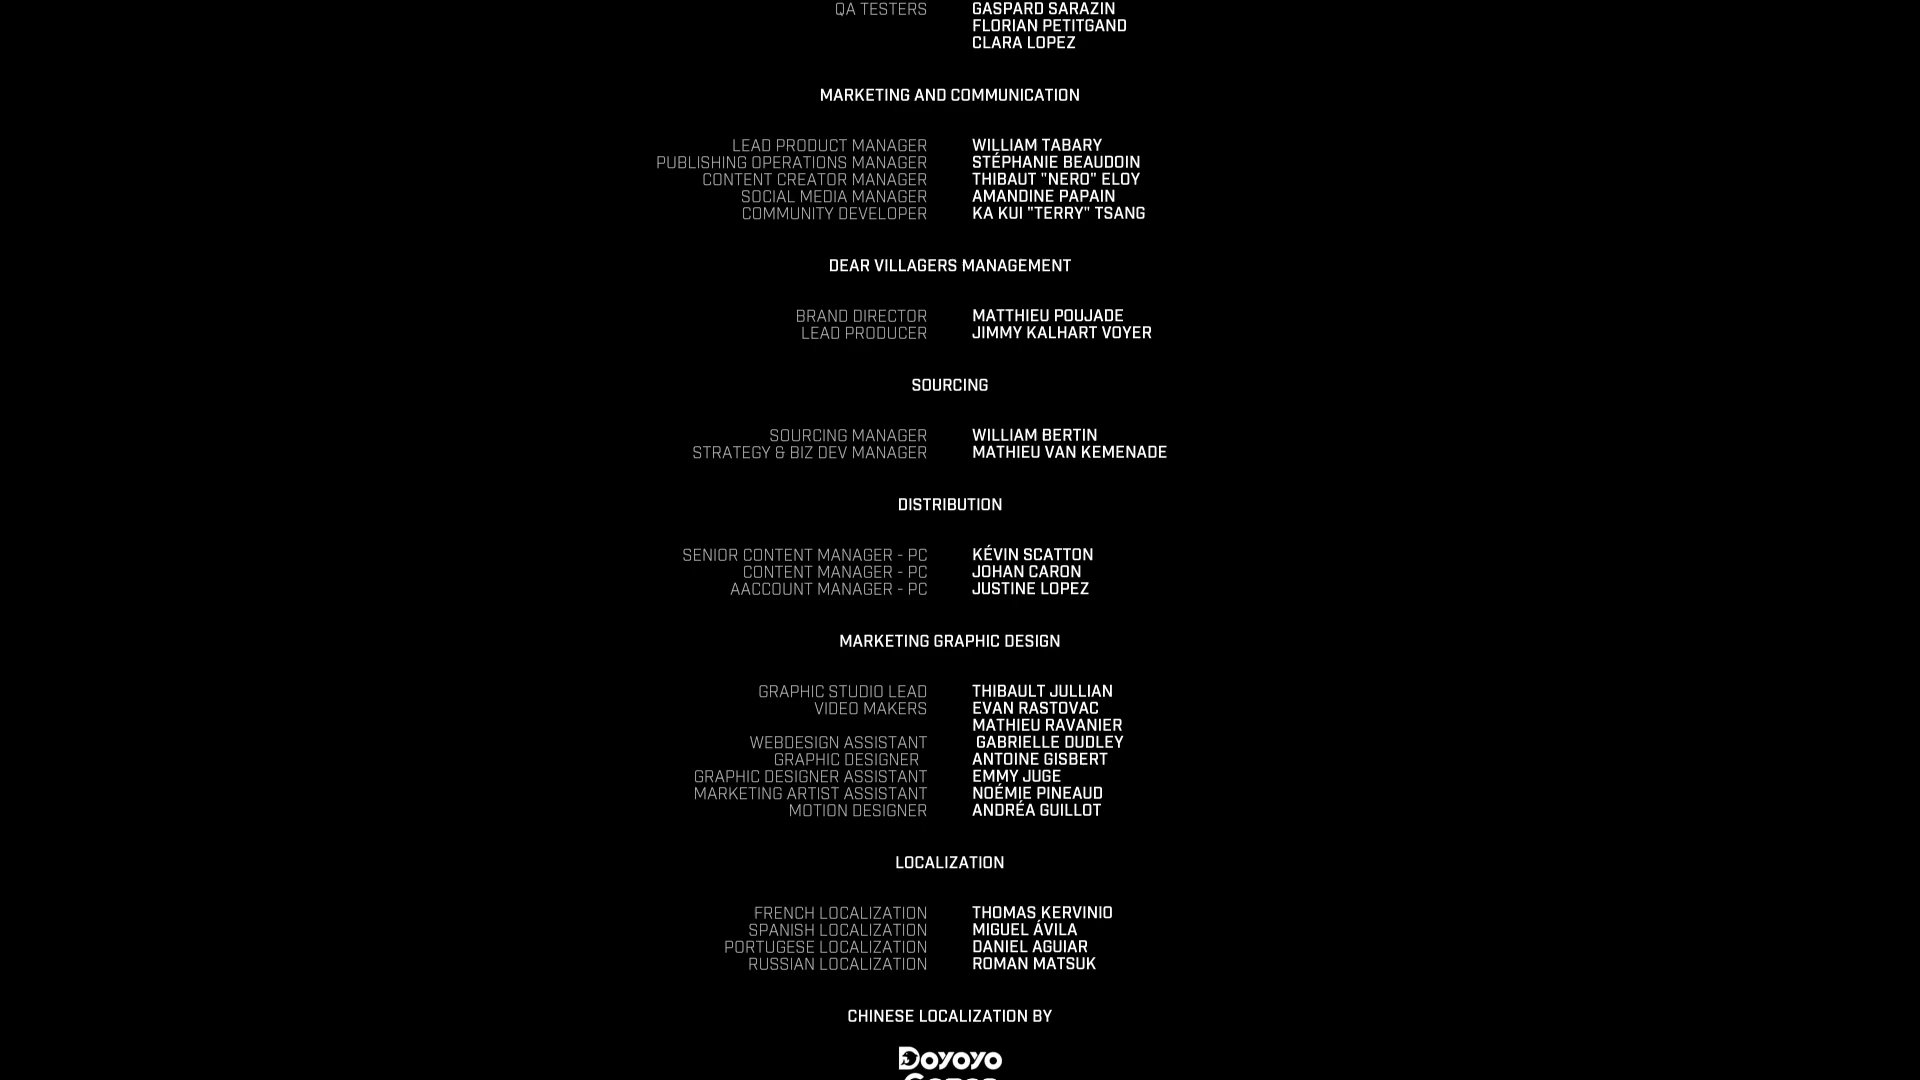 QA TESTERS GASPARD SARAZIN
FLORIAN PETITGAND
CLARA LOPEZ
MARKETING AND COMMUNICATION
LEAD PRODUCT MANAGER WILLIAM TABARY
PUBLISHING OPERATIONS MANAGER STÉPHANIE BEAUDOIN
CONTENT CREATOR MANAGER THIBAUT "NERO" ELOY
SOCIAL MEDIA MANAGER AMANDINE PAPAIN
COMMUNITY DEVELOPER KA KUI "TERRY" TSANG
DEAR VILLAGERS MANAGEMENT
BRAND DIRECTOR MATTHIEU POUJADE
LEAD PRODUCER JIMMY KALHART VOYER
SOURCING
SOURCING MANAGER WILLIAM BERTIN
STRATEGY & BIZ DEV MANAGER MATHIEU VAN KEMENADE
DISTRIBUTION
SENIOR CONTENT MANAGER - PC KÉVIN SCATTON
CONTENT MANAGER - PC JOHAN CARON
AACCOUNT MANAGER - PC JUSTINE LOPEZ
MARKETING GRAPHIC DESIGN
GRAPHIC STUDIO LEAD THIBAULT JULLIAN
VIDEO MAKERS EVAN RASTOVAC
MATHIEU RAVANIER
WEBDESIGN ASSISTANT GABRIELLE DUDLEY
GRAPHIC DESIGNER ANTOINE GISBERT
GRAPHIC DESIGNER ASSISTANT EMMY JUGE
MARKETING ARTIST ASSISTANT NOÉMIE PINEAUD
MOTION DESIGNER ANDRÉA GUILLOT
LOCALIZATION
FRENCH LOCALIZATION THOMAS KERVINIO
SPANISH LOCALIZATION MIGUEL ÁVILA
PORTUGESE LOCALIZATION DANIEL AGUIAR
RUSSIAN LOCALIZATION ROMAN MATSUK
CHINESE LOCALIZATION BY
Doyoyo